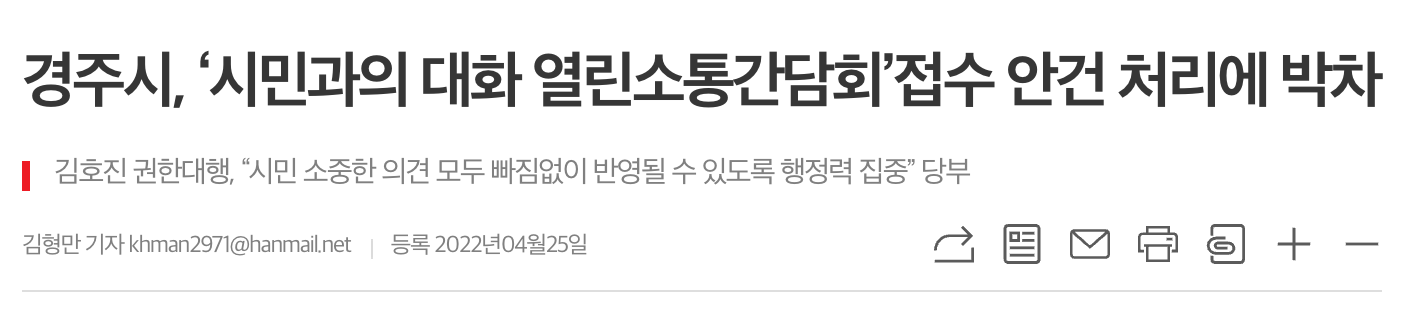 경주시, ‘시민과의 대화 열린소통간담회’접수 안건 처리에 박차
김호진 권한대행, “시민 소중한 의견 모두 빠짐없이 반영될 수 있도록 행정력 집중” 당부
김형만 기자 khman2971@hanmail.net | 등록 2022년04월25일